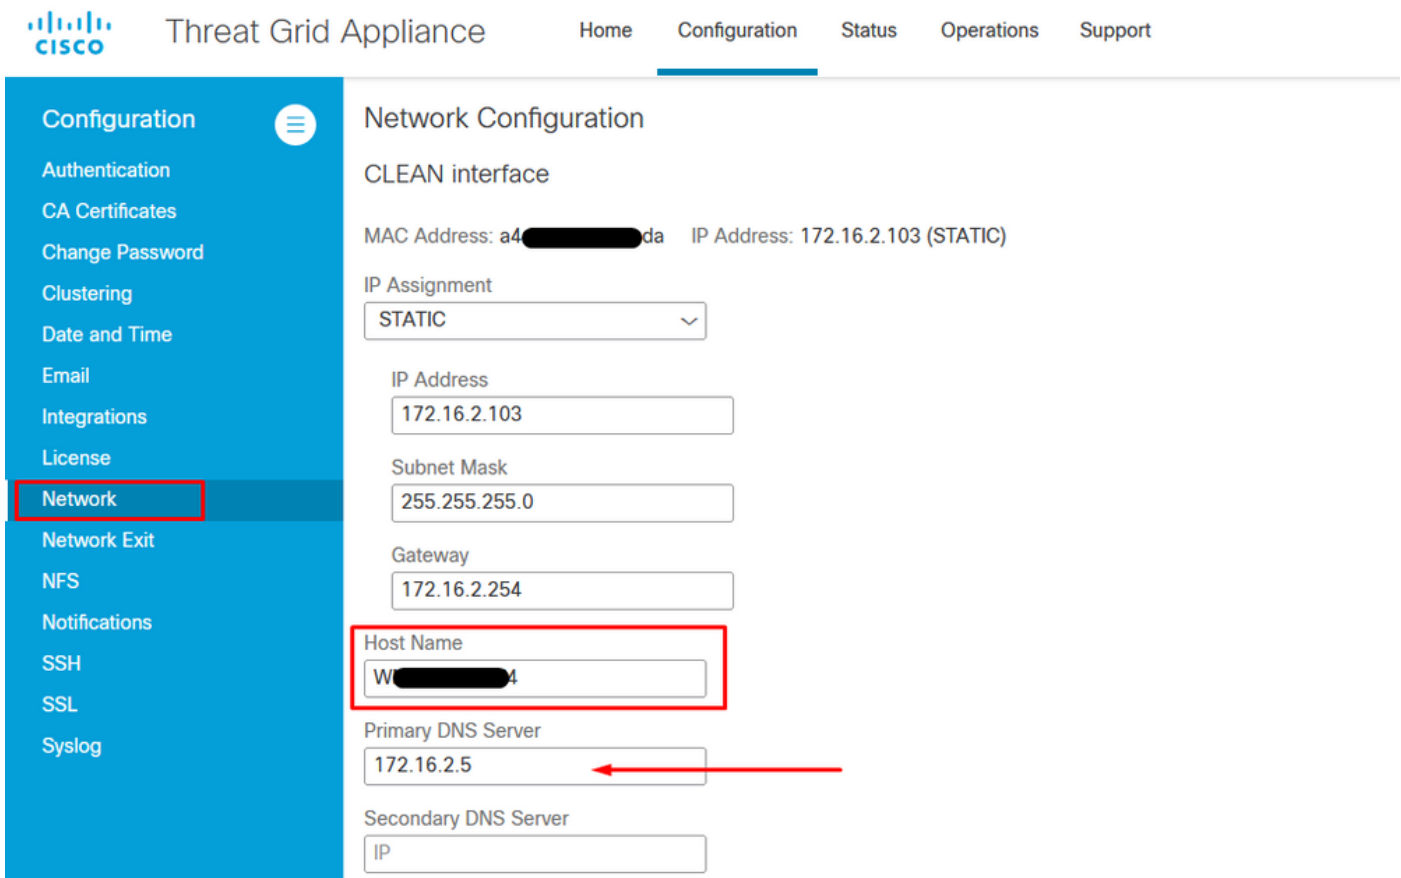 CISCO
Threat Grid Appliance
Home Configuration Status Operations Support
Configuration
Authentication
CA Certificates
Change Password
Clustering
Date and Time
Email
Integrations
License
Network
Network Exit
NFS
Notifications
SSH
SSL
Syslog
Network Configuration
CLEAN interface
MAC Address: a4 da IP Address: 172.16.2.103 (STATIC)
IP Assignment
STATIC
IP Address
172.16.2.103
Subnet Mask
255.255.255.0
Gateway
172.16.2.254
Host Name
W 4
Primary DNS Server
172.16.2.5
Secondary DNS Server
IP